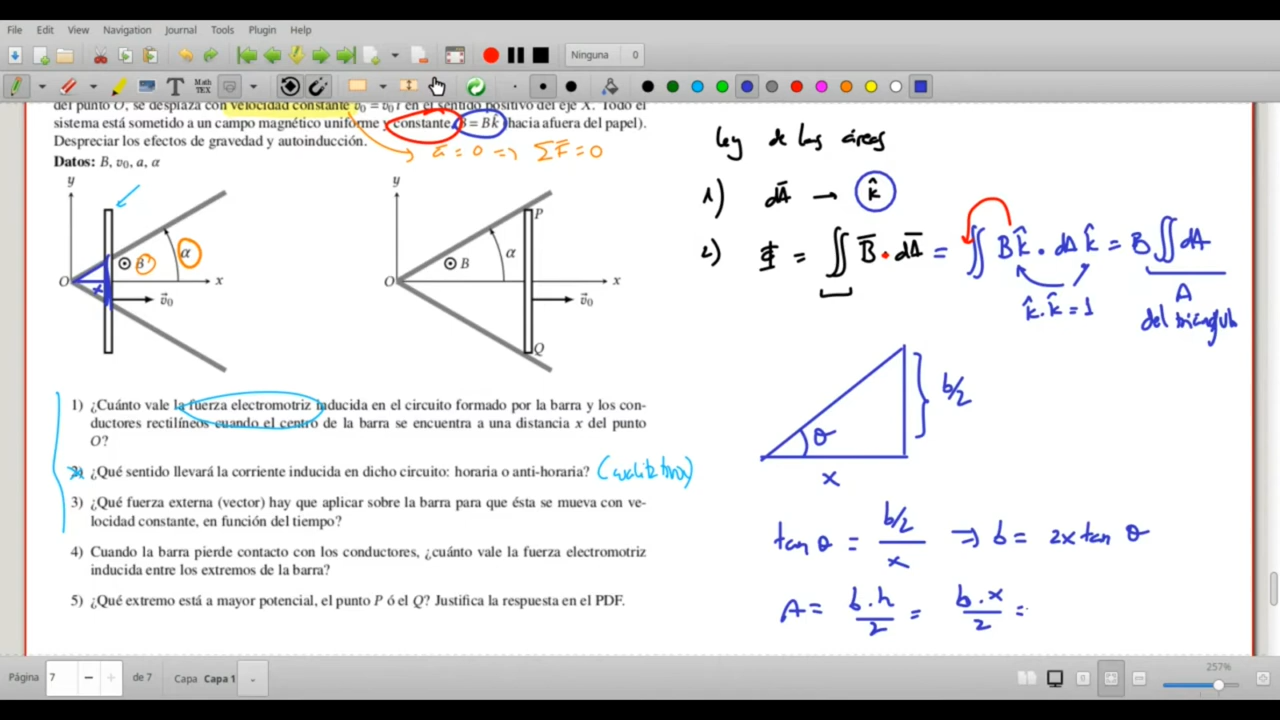 File Edit View Navigation Journal Tools Plugin Help
Ninguna 0
T Math TEX
del punto O, se desplaza con velocidad constante v⃗₀ = v₀ î en el sentido positivo del eje X. Todo el
sistema está sometido a un campo magnético uniforme y constante, B⃗ = Bk̂ (hacia afuera del papel).
Despreciar los efectos de gravedad y autoinducción.
a̅ = 0 => ΣF̅ = 0
Datos: B, v₀, a, α
y
O
α
B
x
x
v⃗₀
y
O
α
B
P
Q
x
v⃗₀
1) ¿Cuánto vale la fuerza electromotriz inducida en el circuito formado por la barra y los con-
ductores rectilíneos cuando el centro de la barra se encuentra a una distancia x del punto
O?
2) ¿Qué sentido llevará la corriente inducida en dicho circuito: horaria o anti-horaria? (cualitativa)
3) ¿Qué fuerza externa (vector) hay que aplicar sobre la barra para que ésta se mueva con ve-
locidad constante, en función del tiempo?
4) Cuando la barra pierde contacto con los conductores, ¿cuánto vale la fuerza electromotriz
inducida entre los extremos de la barra?
5) ¿Qué extremo está a mayor potencial, el punto P ó el Q? Justifica la respuesta en el PDF.
ley de las áreas
1) dA̅ → k̂
2) Φ = ∬ B̅ · dA̅ = ∬ Bk̂ · dA k̂ = B ∬ dA
k̂ · k̂ = 1
A
del triangulo
θ
b/2
x
tan θ = (b/2)/x => b = 2x tan θ
A = b·h/2 = b·x/2 =
Página 7 de 7 Capa Capa 1
257%